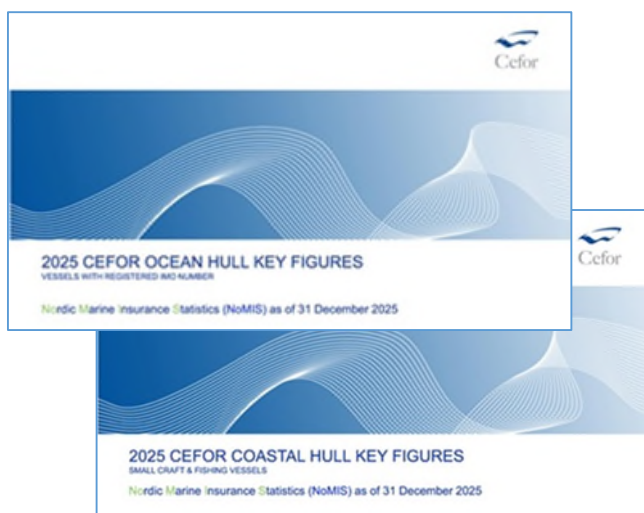 Cefor
2025 CEFOR OCEAN HULL KEY FIGURES
VESSELS WITH REGISTERED IMO NUMBER
Nordic Marine Insurance Statistics (NoMIS) as of 31 December 2025
Cefor
2025 CEFOR COASTAL HULL KEY FIGURES
SMALL CRAFT & FISHING VESSELS
Nordic Marine Insurance Statistics (NoMIS) as of 31 December 2025